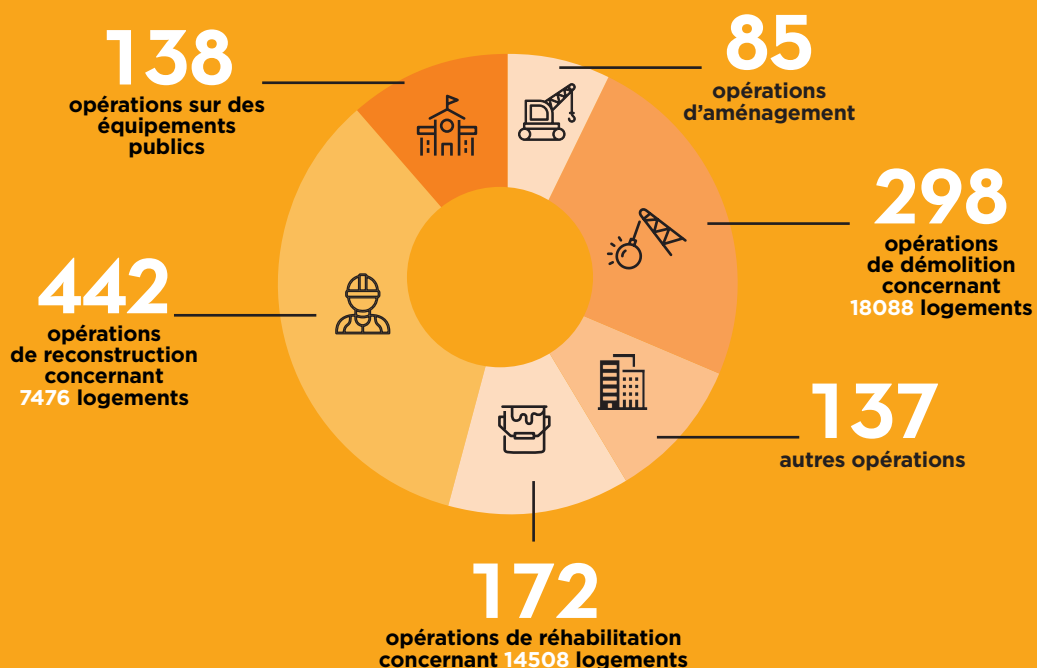 138
opérations sur des
équipements
publics
85
opérations
d'aménagement
298
opérations
de démolition
concernant
18088 logements
442
opérations
de reconstruction
concernant
7476 logements
137
autres opérations
172
opérations de réhabilitation
concernant 14508 logements